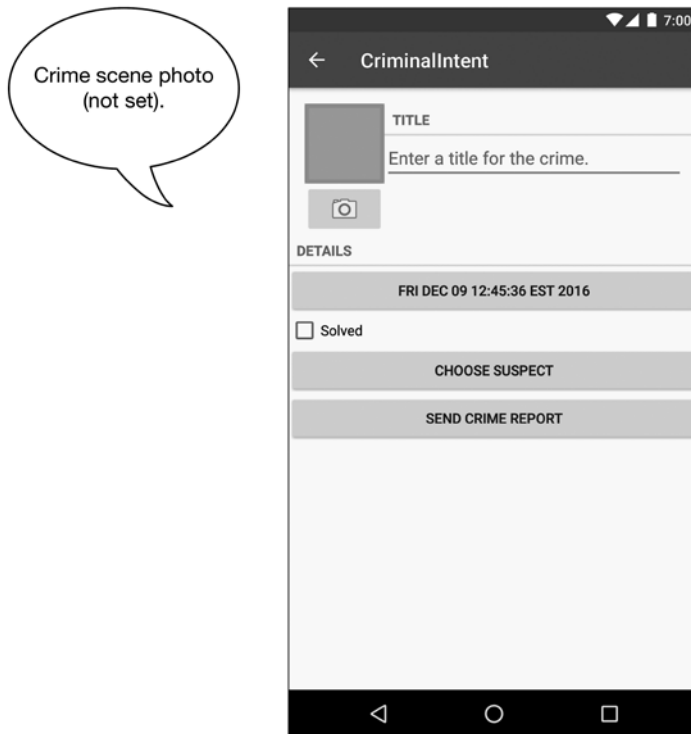 Crime scene photo
(not set).
7:00
CriminalIntent
TITLE
Enter a title for the crime.
DETAILS
FRI DEC 09 12:45:36 EST 2016
Solved
CHOOSE SUSPECT
SEND CRIME REPORT